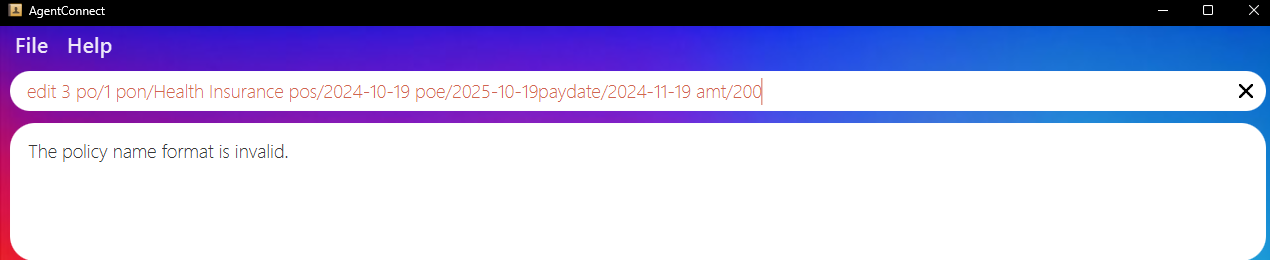 AgentConnect
File Help
edit 3 po/1 pon/Health Insurance pos/2024-10-19 poe/2025-10-19paydate/2024-11-19 amt/200
The policy name format is invalid.